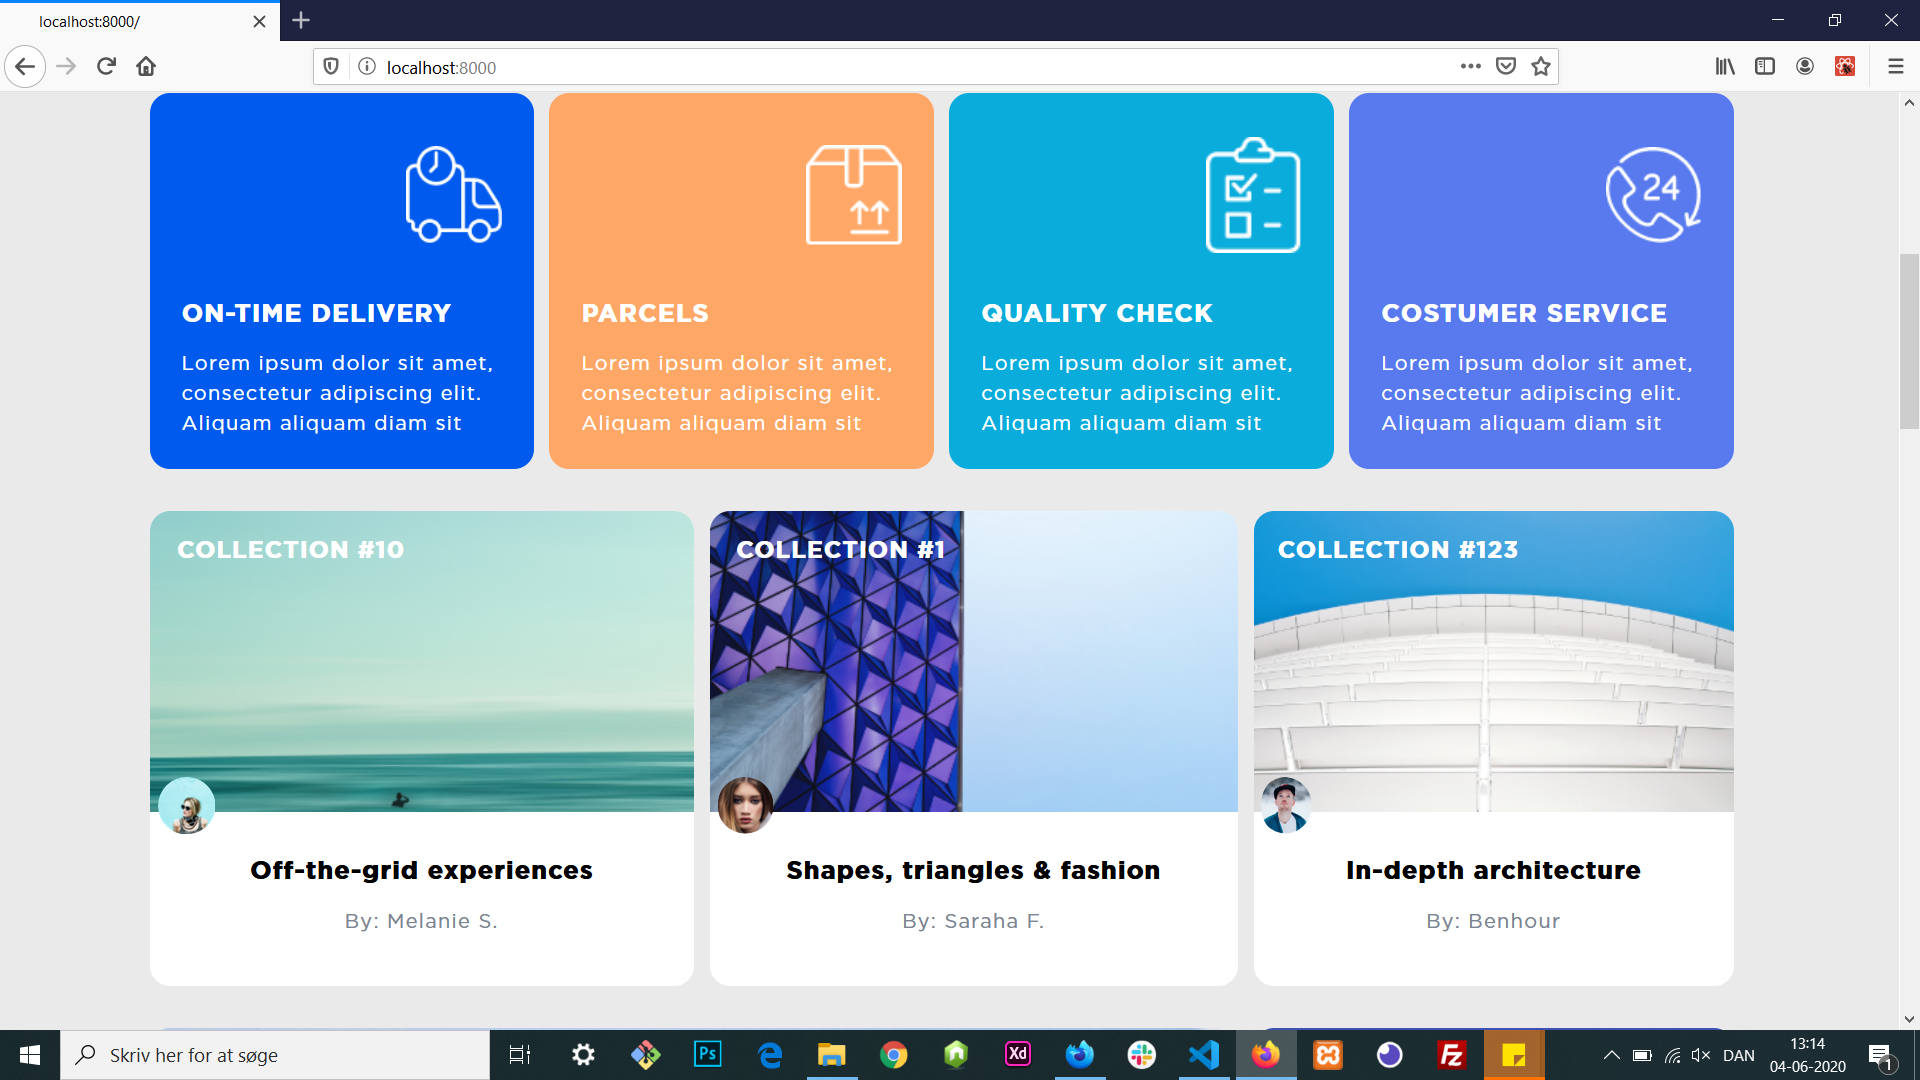 localhost:8000/
localhost:8000
24
ON-TIME DELIVERY
Lorem ipsum dolor sit amet,
consectetur adipiscing elit.
Aliquam aliquam diam sit
PARCELS
Lorem ipsum dolor sit amet,
consectetur adipiscing elit.
Aliquam aliquam diam sit
QUALITY CHECK
Lorem ipsum dolor sit amet,
consectetur adipiscing elit.
Aliquam aliquam diam sit
COSTUMER SERVICE
Lorem ipsum dolor sit amet,
consectetur adipiscing elit.
Aliquam aliquam diam sit
COLLECTION #10
Off-the-grid experiences
By: Melanie S.
COLLECTION #1
Shapes, triangles & fashion
By: Saraha F.
COLLECTION #123
In-depth architecture
By: Benhour
Skriv her for at søge
Ps
Xd
Fz
DAN
13:14
04-06-2020
1